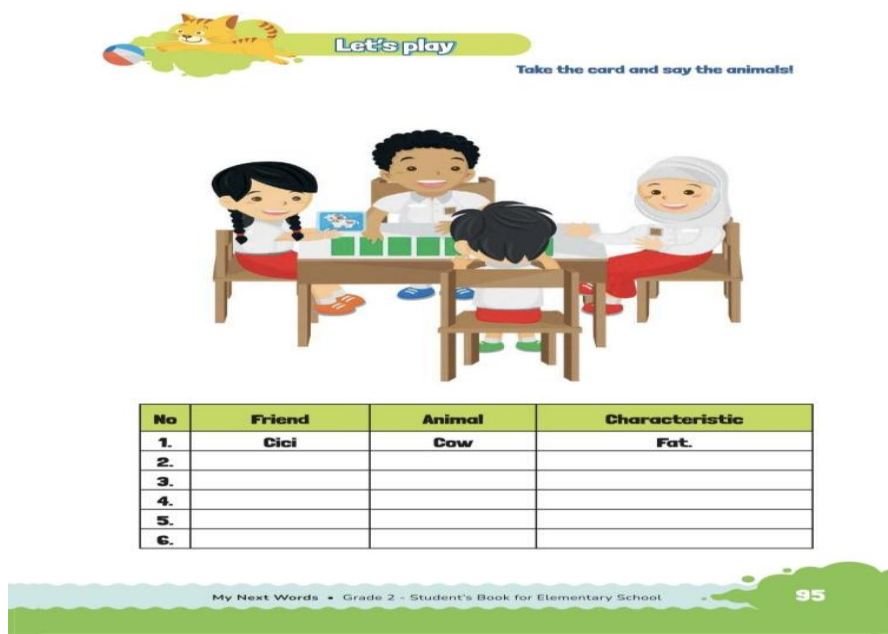 Let's play
Take the card and say the animals!
No Friend Animal Characteristic
1. Cici Cow Fat.
2.
3.
4.
5.
6.
My Next Words • Grade 2 - Student's Book for Elementary School
95